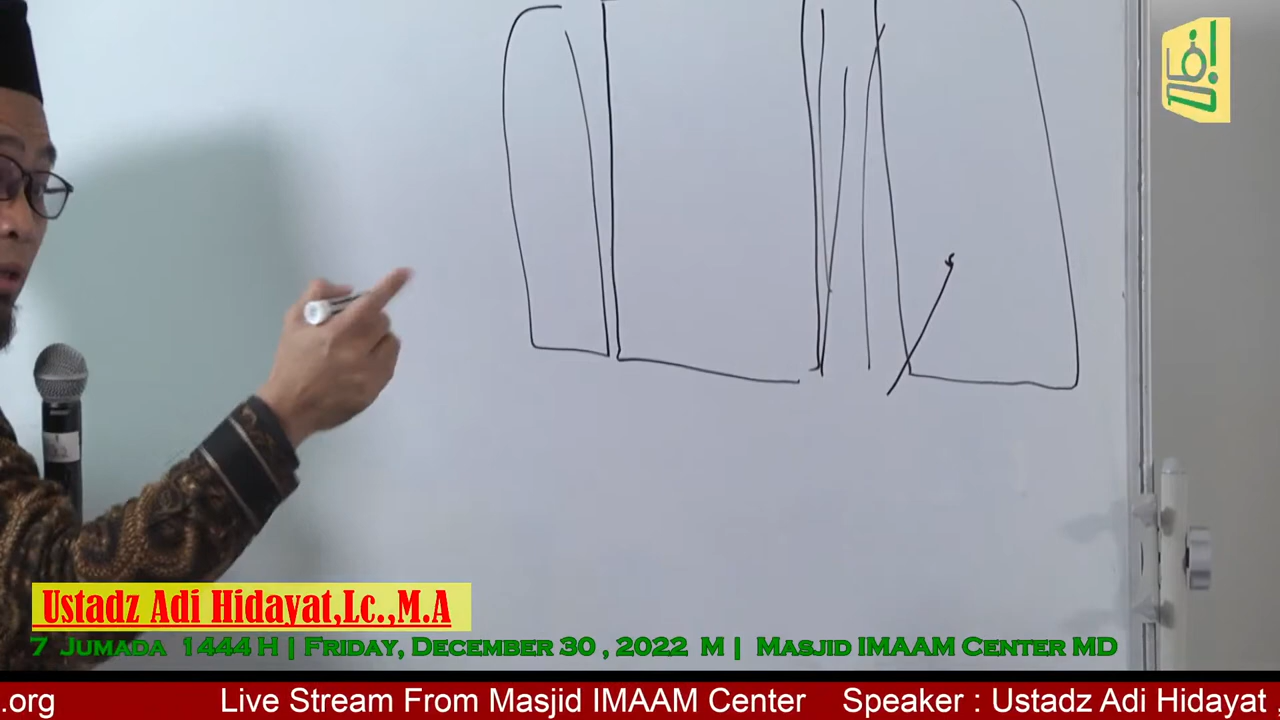 Ustadz Adi Hidayat,Lc.,M.A
7 Jumada 1444 H | Friday, December 30 , 2022 M | Masjid IMAAM Center MD
.org Live Stream From Masjid IMAAM Center Speaker : Ustadz Adi Hidayat ,